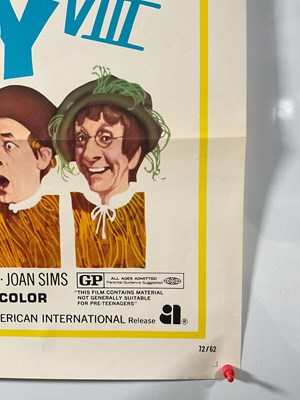 Y VIII
· JOAN SIMS
COLOR
GP
ALL AGES ADMITTED
Parental Guidance Suggested
"THIS FILM CONTAINS MATERIAL
NOT GENERALLY SUITABLE
FOR PRE-TEENAGERS"
ERICAN INTERNATIONAL Release
72/62